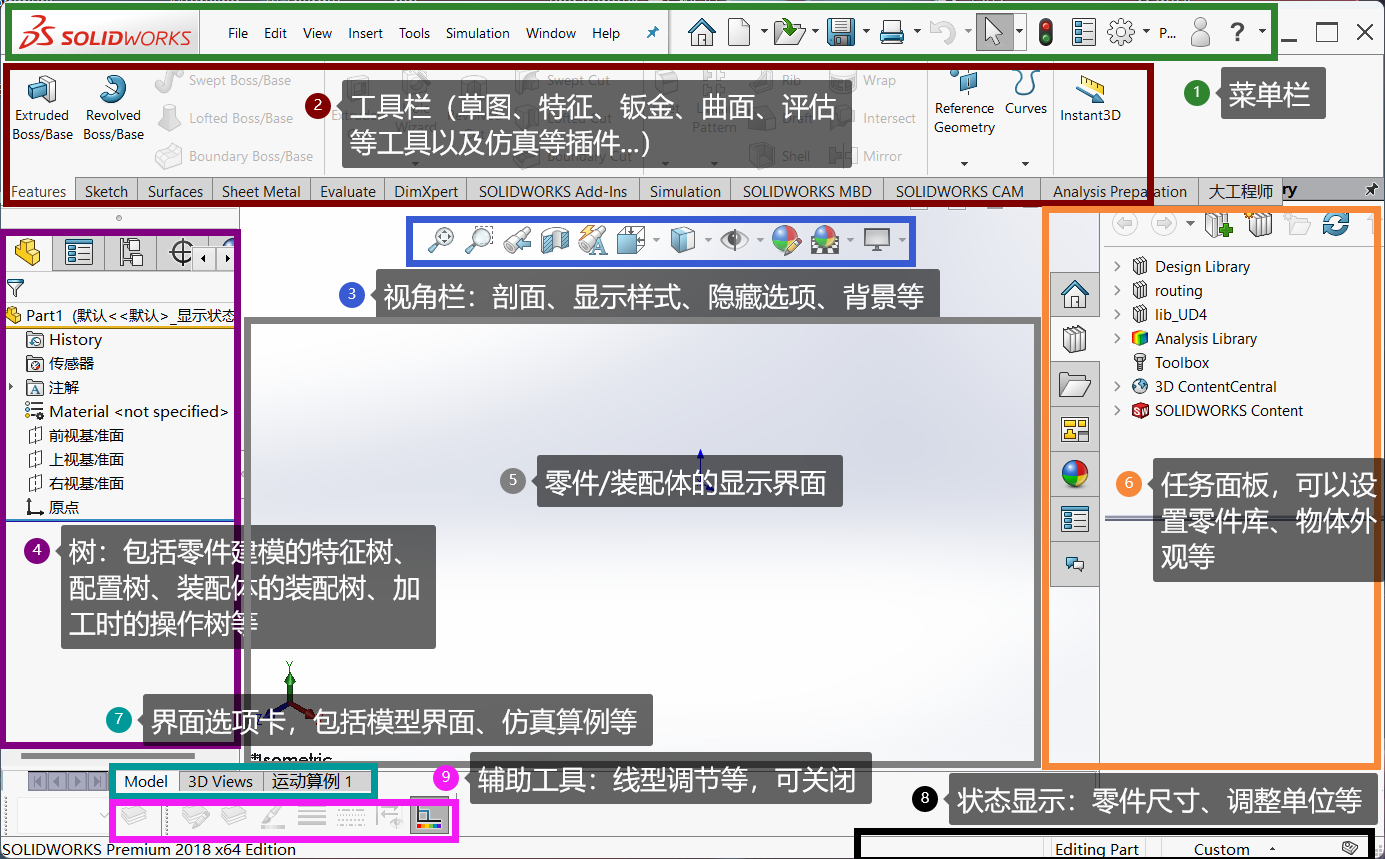 SOLIDWORKS File Edit View Insert Tools Simulation Window Help P... ?
1 菜单栏
Extruded Boss/Base
Revolved Boss/Base
Swept Boss/Base
Lofted Boss/Base
Boundary Boss/Base
2 工具栏（草图、特征、钣金、曲面、评估
等工具以及仿真等插件...）
Swept Cut
Boundary Cut
Rib
Shell
Wrap
Intersect
Mirror
Pattern
Reference Geometry
Curves
Instant3D
Features Sketch Surfaces Sheet Metal Evaluate DimXpert SOLIDWORKS Add-Ins Simulation SOLIDWORKS MBD SOLIDWORKS CAM Analysis Preparation 大工程师 ry
3 视角栏：剖面、显示样式、隐藏选项、背景等
Part1 (默认<<默认>_显示状态
History
传感器
注解
Material <not specified>
前视基准面
上视基准面
右视基准面
原点
4 树：包括零件建模的特征树、
配置树、装配体的装配树、加
工时的操作树等
5 零件/装配体的显示界面
Design Library
routing
lib_UD4
Analysis Library
Toolbox
3D ContentCentral
SOLIDWORKS Content
6 任务面板，可以设
置零件库、物体外
观等
Y
7 界面选项卡，包括模型界面、仿真算例等
*Isometric
Model 3D Views 运动算例 1
9 辅助工具：线型调节等，可关闭
8 状态显示：零件尺寸、调整单位等
SOLIDWORKS Premium 2018 x64 Edition Editing Part Custom